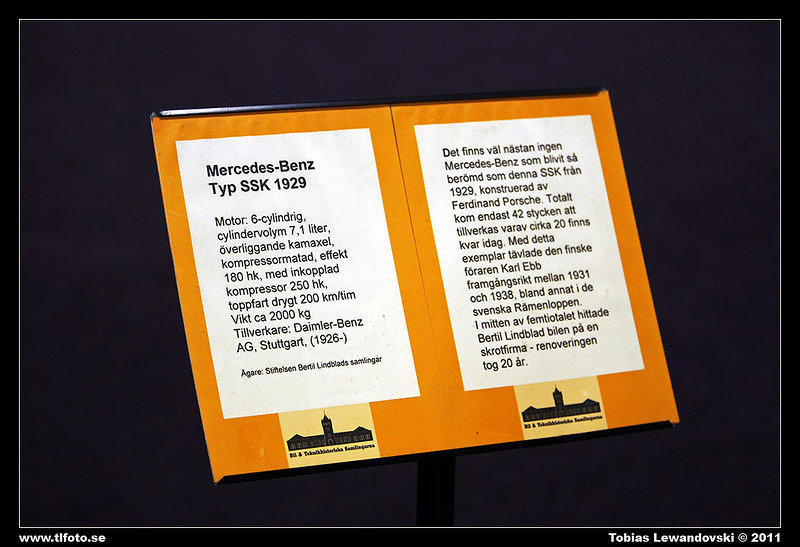 Mercedes-Benz
Typ SSK 1929
Motor: 6-cylindrig,
cylindervolym 7,1 liter,
överliggande kamaxel,
kompressormatad, effekt
180 hk, med inkopplad
kompressor 250 hk,
toppfart drygt 200 km/tim
Vikt ca 2000 kg
Tillverkare: Daimler-Benz
AG, Stuttgart, (1926-)
Ägare: Stiftelsen Bertil Lindblads samlingar
Bil & Teknikhistoriska Samlingarna
Det finns väl nästan ingen
Mercedes-Benz som blivit så
berömd som denna SSK från
1929, konstruerad av
Ferdinand Porsche. Totalt
kom endast 42 stycken att
tillverkas varav cirka 20 finns
kvar idag. Med detta
exemplar tävlade den finske
föraren Karl Ebb
framgångsrikt mellan 1931
och 1938, bland annat i de
svenska Rämenloppen.
I mitten av femtiotalet hittade
Bertil Lindblad bilen på en
skrotfirma - renoveringen
tog 20 år.
Bil & Teknikhistoriska Samlingarna
www.tlfoto.se
Tobias Lewandovski © 2011